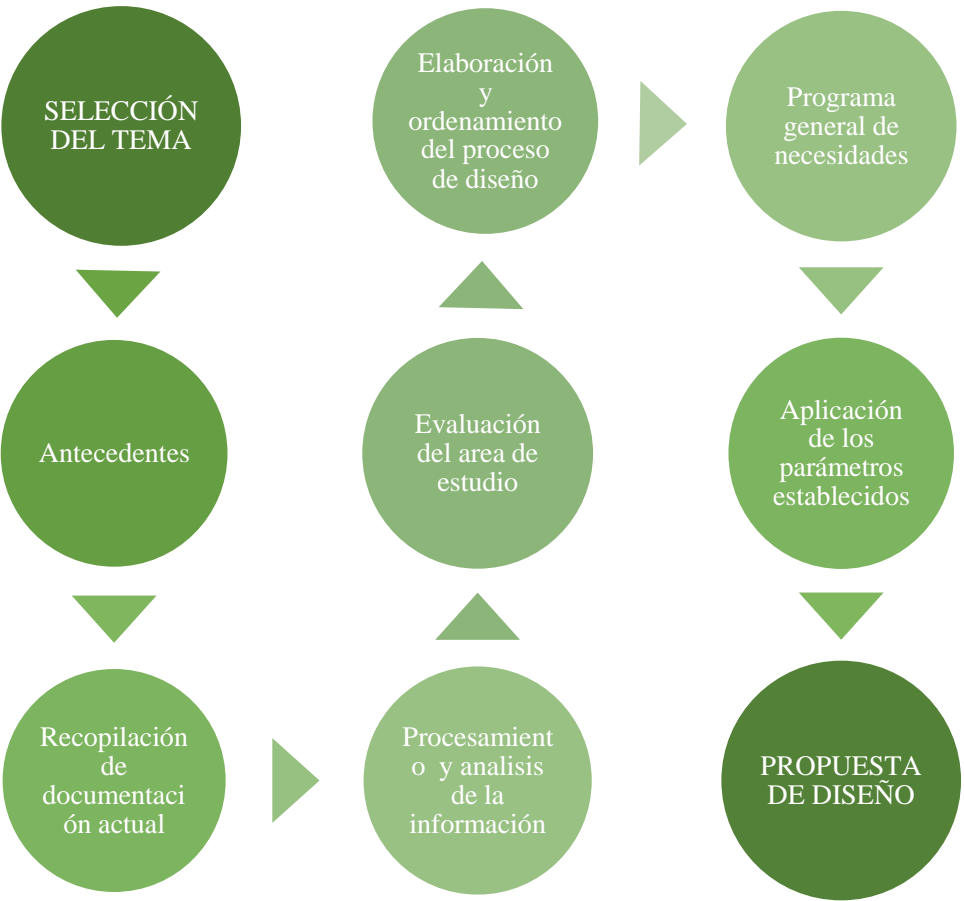 SELECCIÓN
DEL TEMA
Antecedentes
Recopilación
de
documentaci
ón actual
Procesamient
o y analisis
de la
información
Evaluación
del area de
estudio
Elaboración
y
ordenamiento
del proceso
de diseño
Programa
general de
necesidades
Aplicación
de los
parámetros
establecidos
PROPUESTA
DE DISEÑO